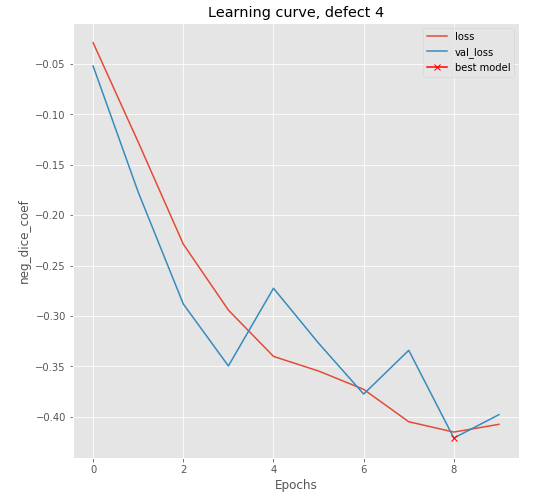 Learning curve, defect 4
loss
val_loss
best model
neg_dice_coef
−0.05
−0.10
−0.15
−0.20
−0.25
−0.30
−0.35
−0.40
0 2 4 6 8
Epochs